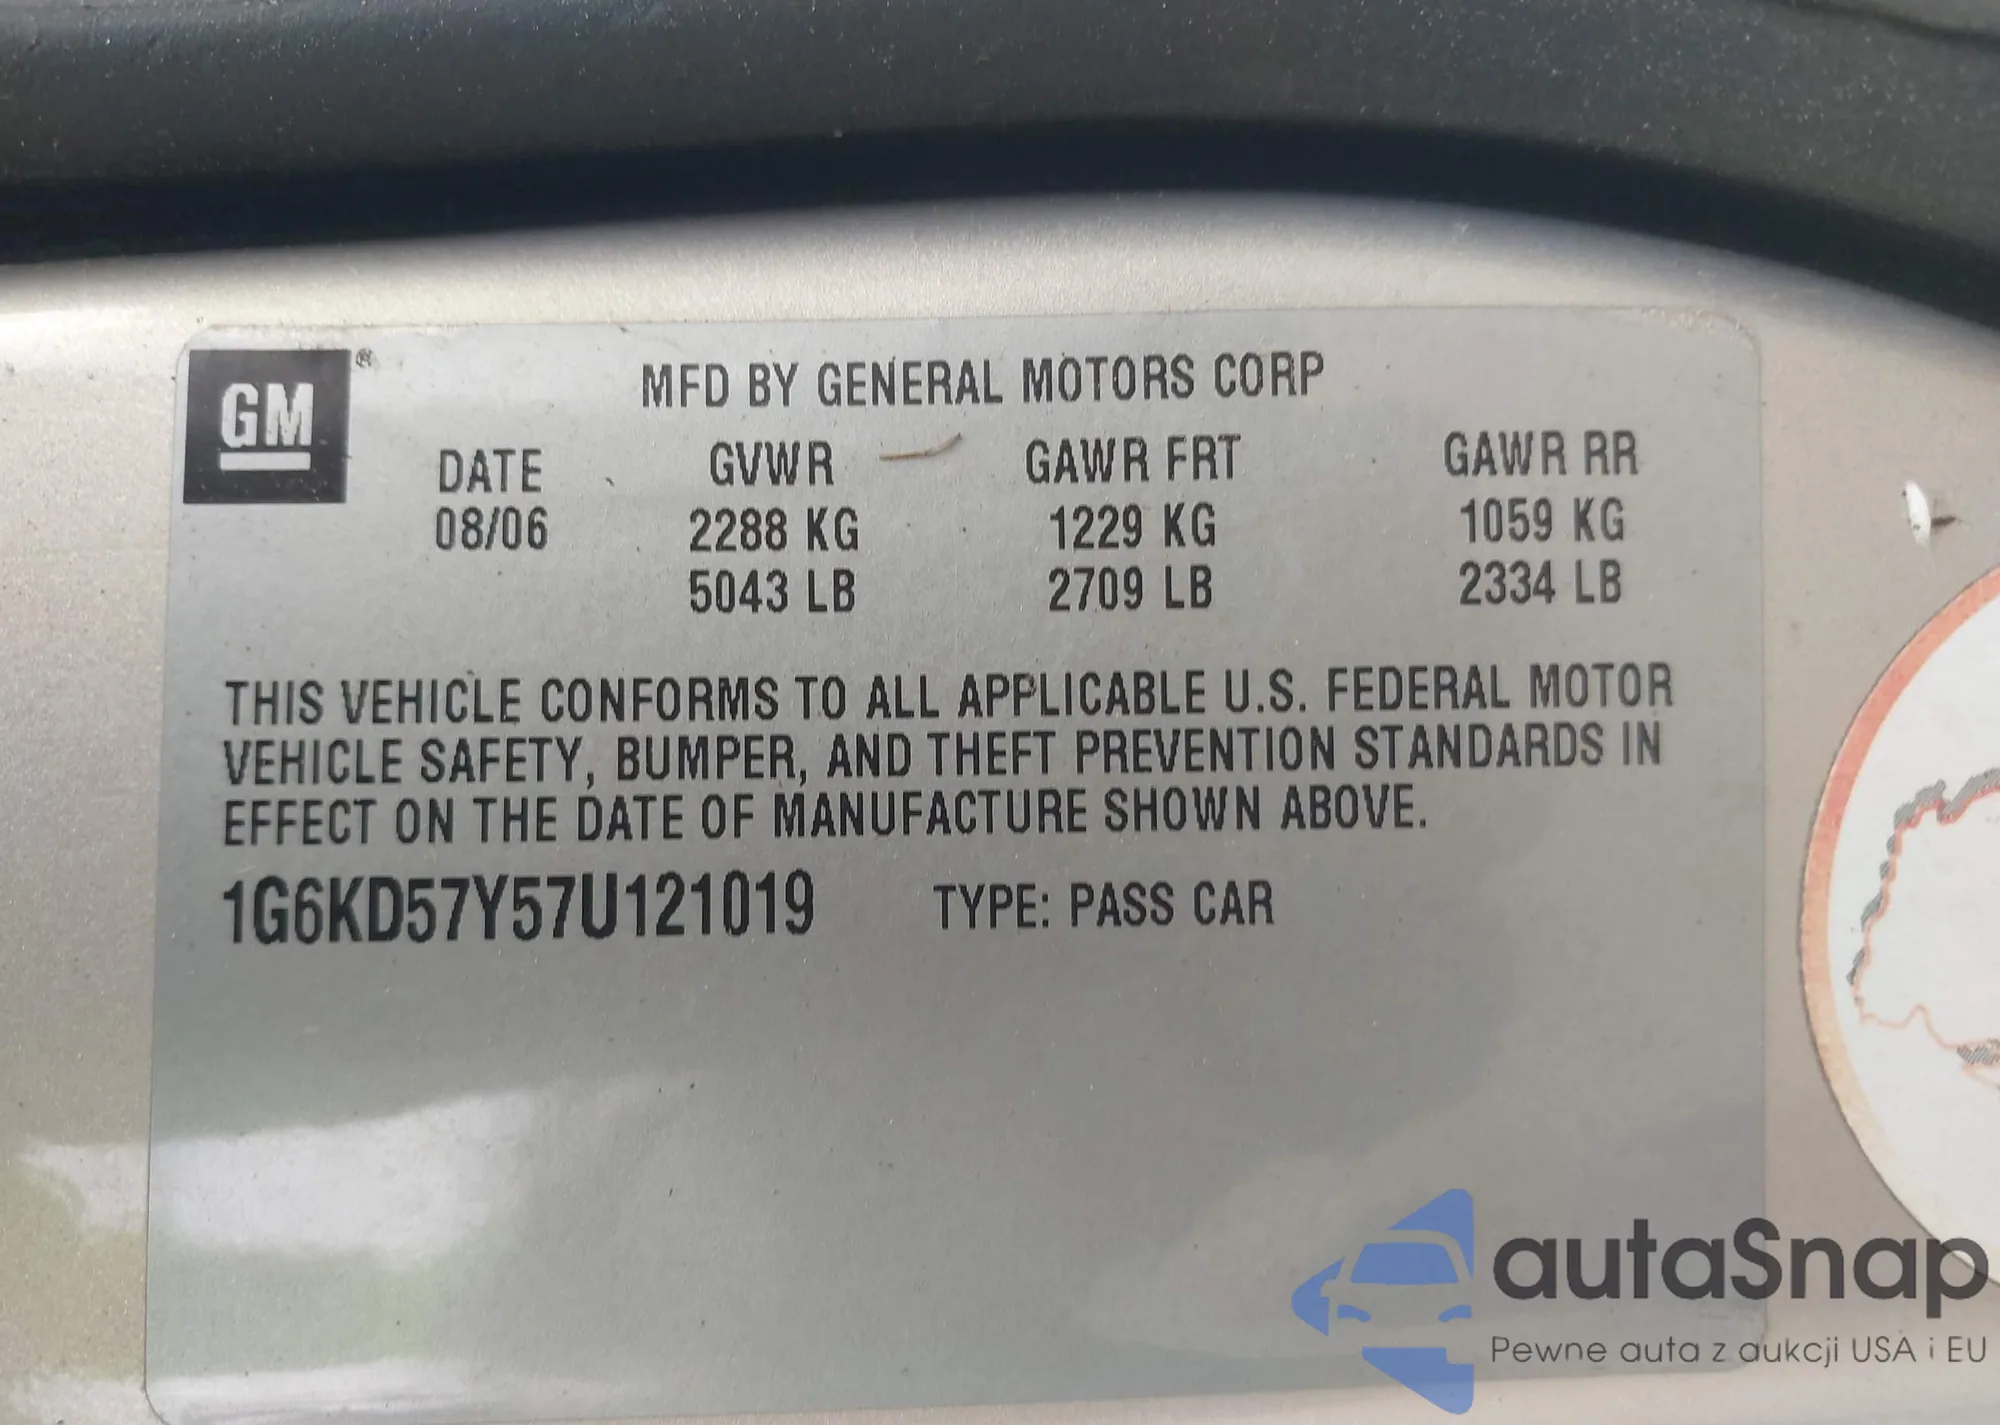 GM ®
MFD BY GENERAL MOTORS CORP
DATE GVWR GAWR FRT GAWR RR
08/06 2288 KG 1229 KG 1059 KG
5043 LB 2709 LB 2334 LB
THIS VEHICLE CONFORMS TO ALL APPLICABLE U.S. FEDERAL MOTOR
VEHICLE SAFETY, BUMPER, AND THEFT PREVENTION STANDARDS IN
EFFECT ON THE DATE OF MANUFACTURE SHOWN ABOVE.
1G6KD57Y57U121019 TYPE: PASS CAR
autaSnap
Pewne auta z aukcji USA i EU